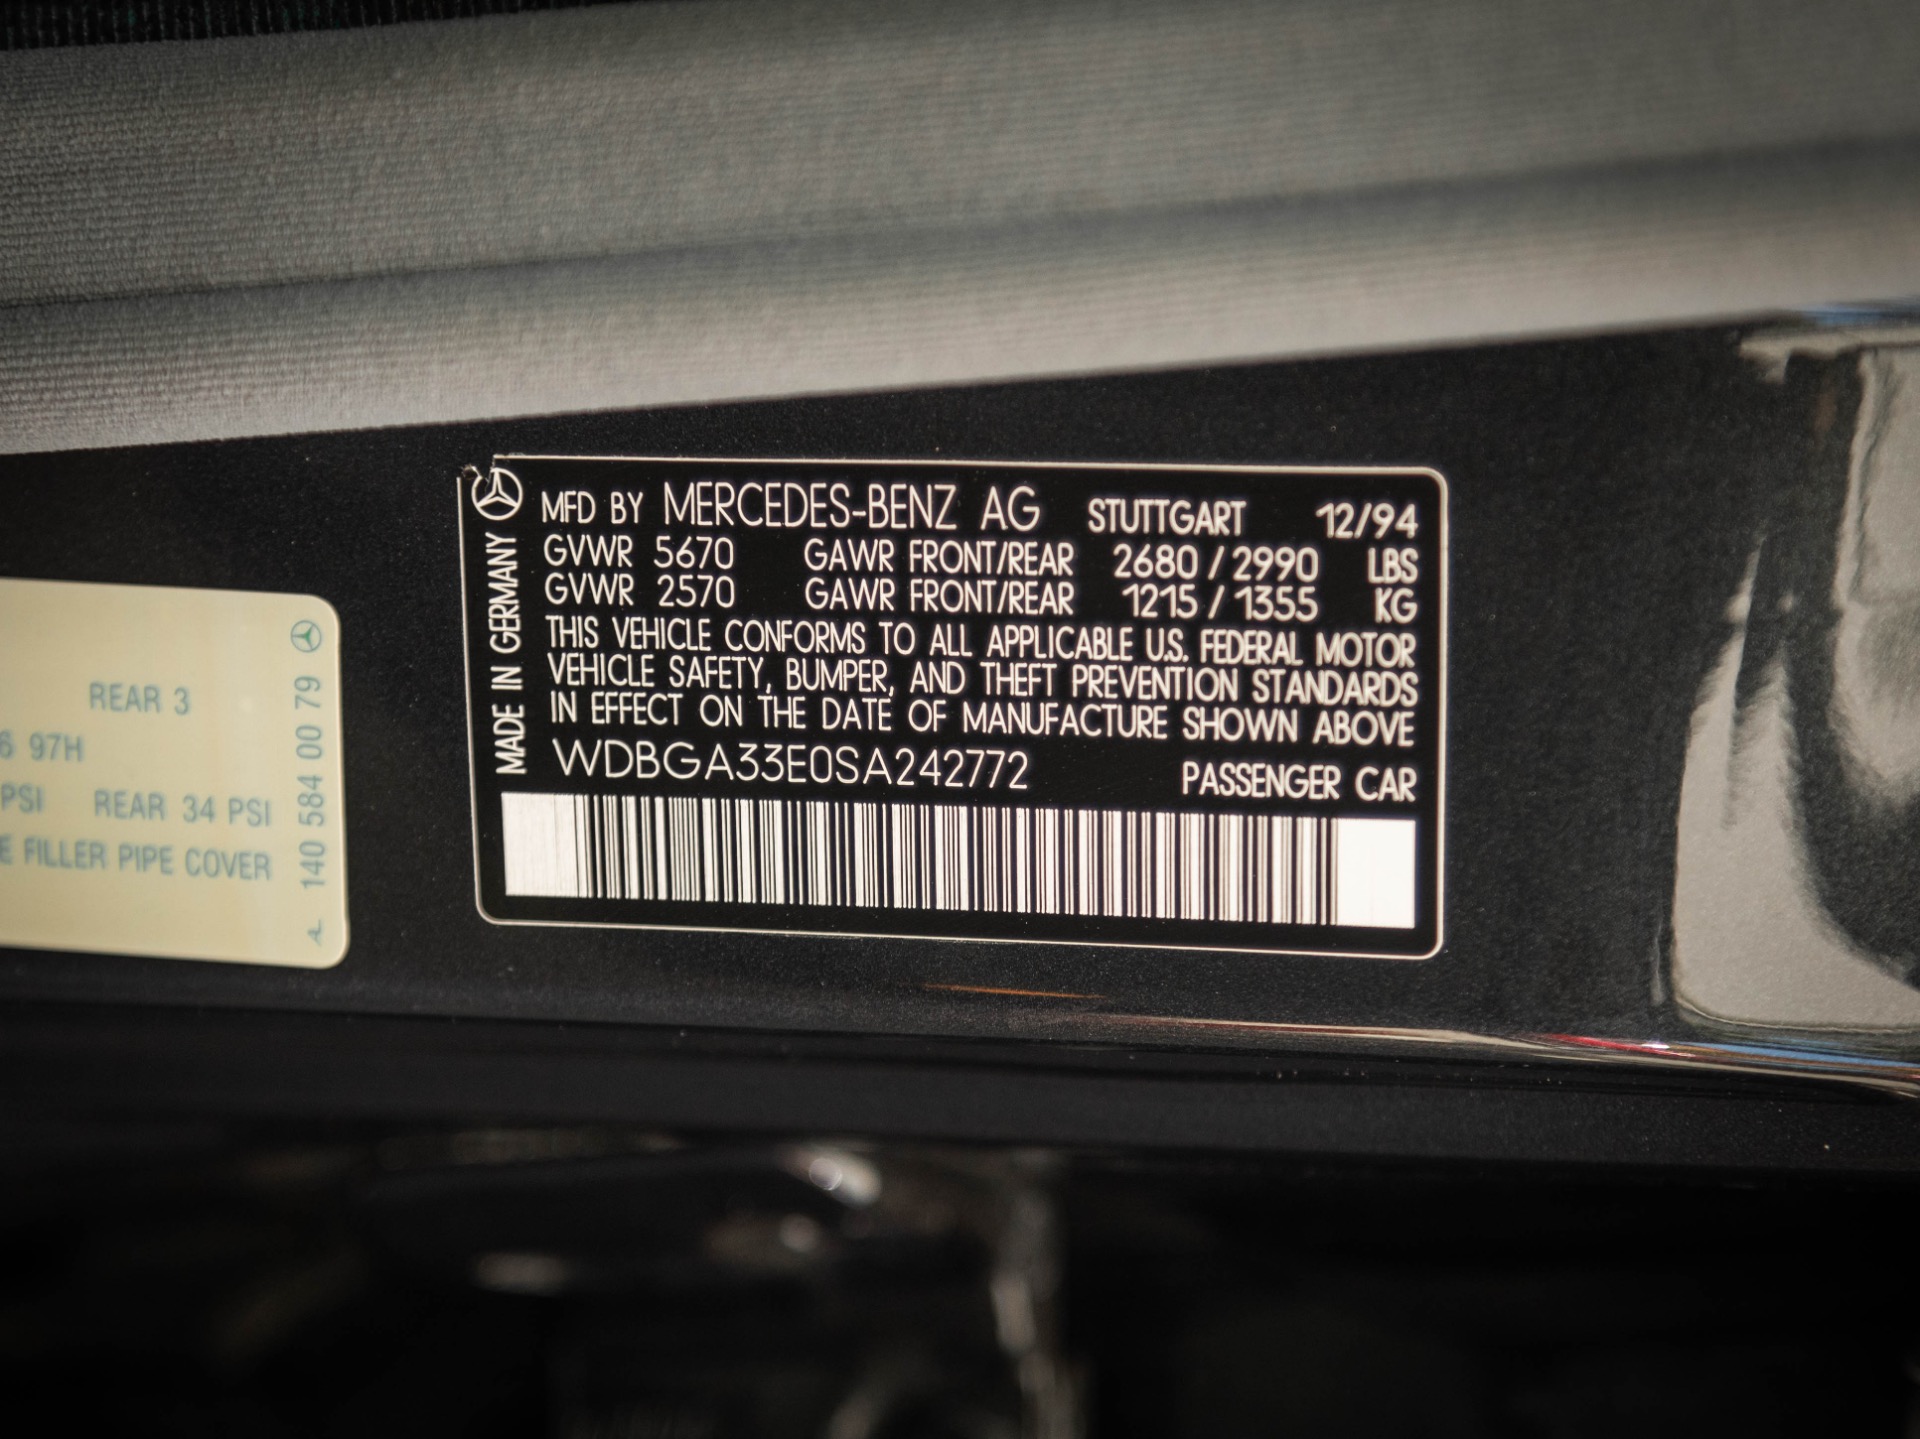 MFD BY MERCEDES-BENZ AG STUTTGART 12/94
GVWR 5670 GAWR FRONT/REAR 2680 / 2990 LBS
GVWR 2570 GAWR FRONT/REAR 1215 / 1355 KG
THIS VEHICLE CONFORMS TO ALL APPLICABLE U.S. FEDERAL MOTOR
VEHICLE SAFETY, BUMPER, AND THEFT PREVENTION STANDARDS
IN EFFECT ON THE DATE OF MANUFACTURE SHOWN ABOVE
WDBGA33E0SA242772 PASSENGER CAR
MADE IN GERMANY
REAR 3
6 97H
PSI REAR 34 PSI
E FILLER PIPE COVER
140 584 00 79